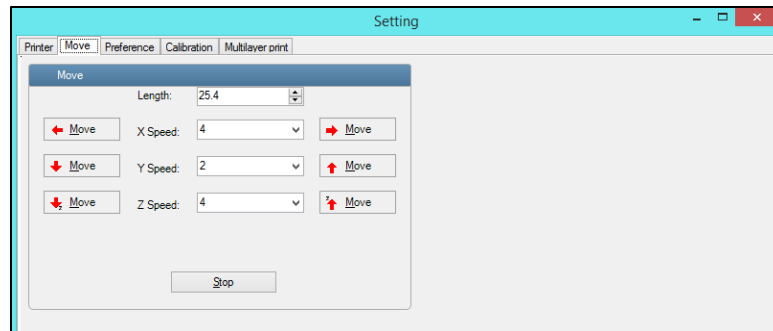 Setting
Printer Move Preference Calibration Multilayer print
Move
Length: 25.4
Move X Speed: 4 Move
Move Y Speed: 2 Move
z Move Z Speed: 4 z Move
Stop